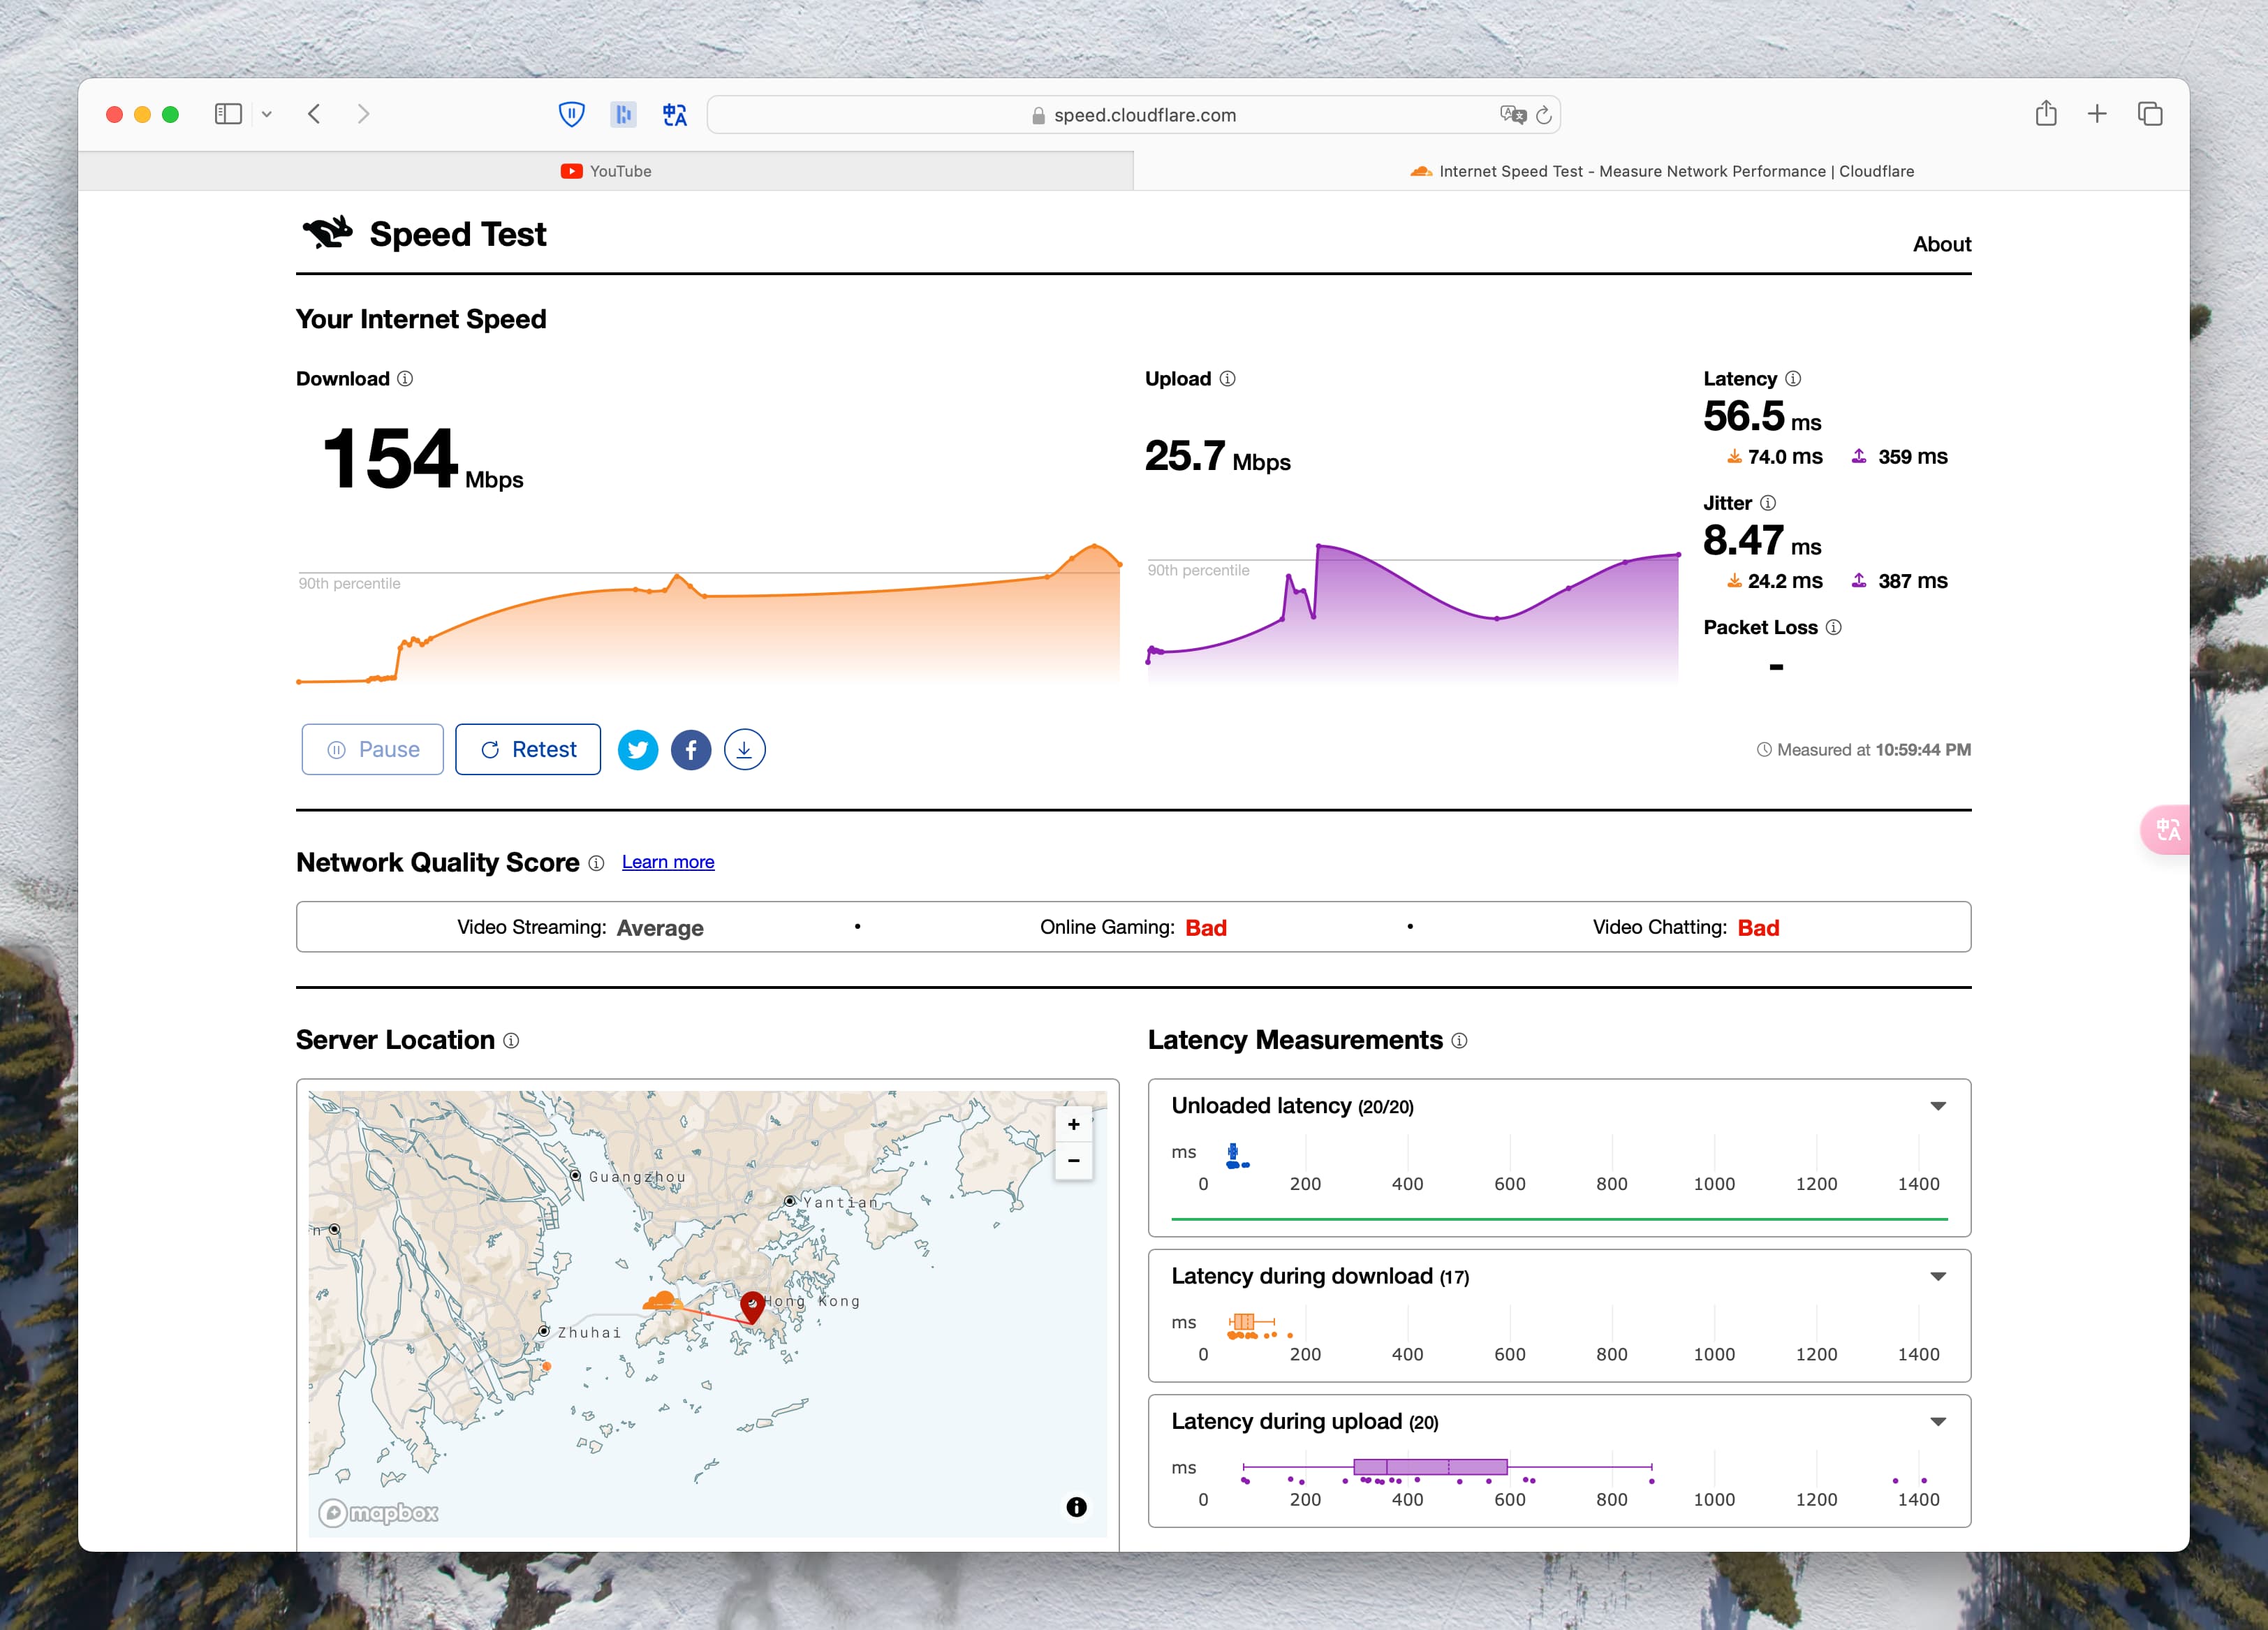 speed.cloudflare.com
YouTube
Internet Speed Test - Measure Network Performance | Cloudflare
Speed Test
About
Your Internet Speed
Download
154 Mbps
90th percentile
Upload
25.7 Mbps
90th percentile
Latency
56.5 ms
74.0 ms 359 ms
Jitter
8.47 ms
24.2 ms 387 ms
Packet Loss
-
Pause
Retest
Measured at 10:59:44 PM
Network Quality Score Learn more
Video Streaming: Average • Online Gaming: Bad • Video Chatting: Bad
Server Location
Guangzhou
Yantian
n
Hong Kong
Zhuhai
+
−
mapbox
Latency Measurements
Unloaded latency (20/20)
ms
0 200 400 600 800 1000 1200 1400
Latency during download (17)
ms
0 200 400 600 800 1000 1200 1400
Latency during upload (20)
ms
0 200 400 600 800 1000 1200 1400